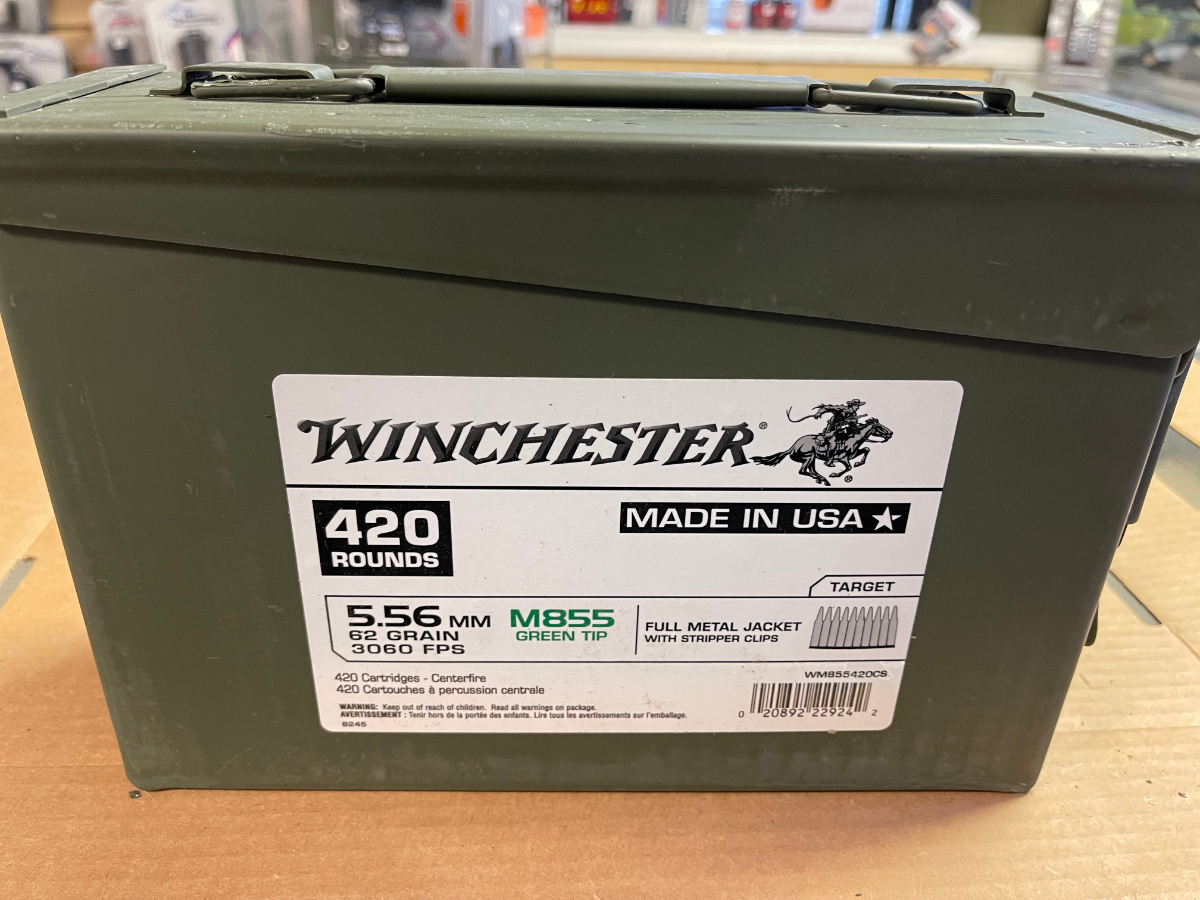 WINCHESTER®
®
420
ROUNDS
MADE IN USA
TARGET
5.56 MM
62 GRAIN
3060 FPS
M855
GREEN TIP
FULL METAL JACKET
WITH STRIPPER CLIPS
420 Cartridges - Centerfire
420 Cartouches à percussion centrale
WARNING: Keep out of reach of children. Read all warnings on package.
AVERTISSEMENT : Tenir hors de la portée des enfants. Lire tous les avertissements sur l'emballage.
8245
WM855420CS
0 20892 22924 2